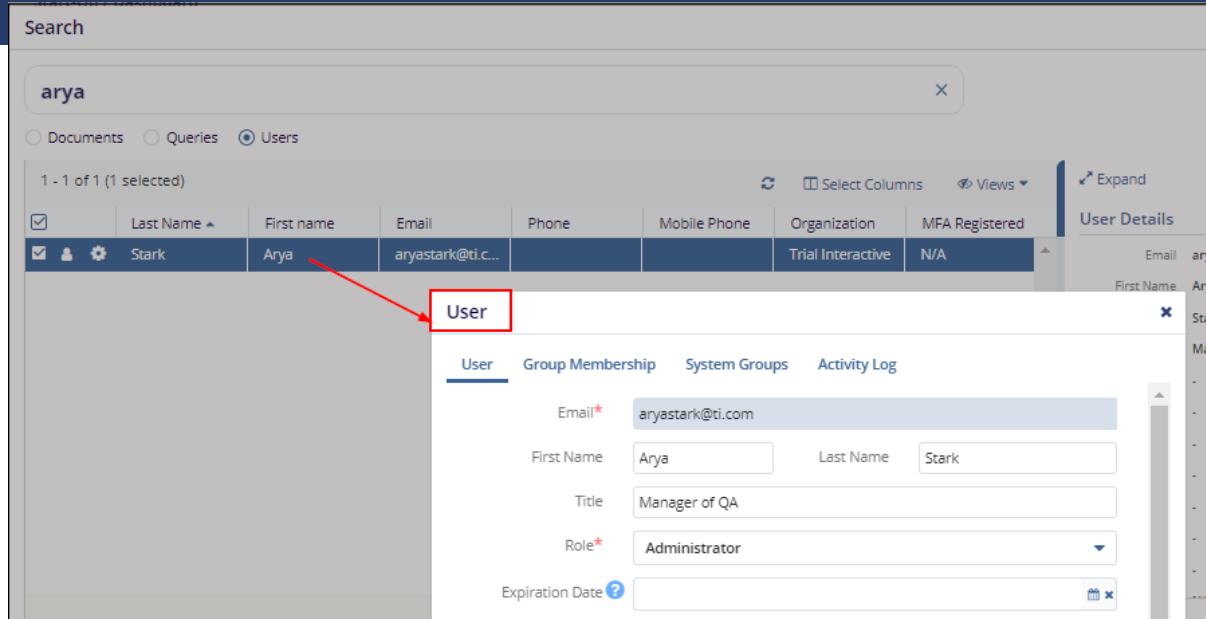 Search
arya
Documents Queries Users
1 - 1 of 1 (1 selected) Select Columns Views Expand
Last Name First name Email Phone Mobile Phone Organization MFA Registered User Details
Stark Arya aryastark@ti.c... Trial Interactive N/A Email
First Name
User
User Group Membership System Groups Activity Log
Email* aryastark@ti.com
First Name Arya Last Name Stark
Title Manager of QA
Role* Administrator
Expiration Date ?